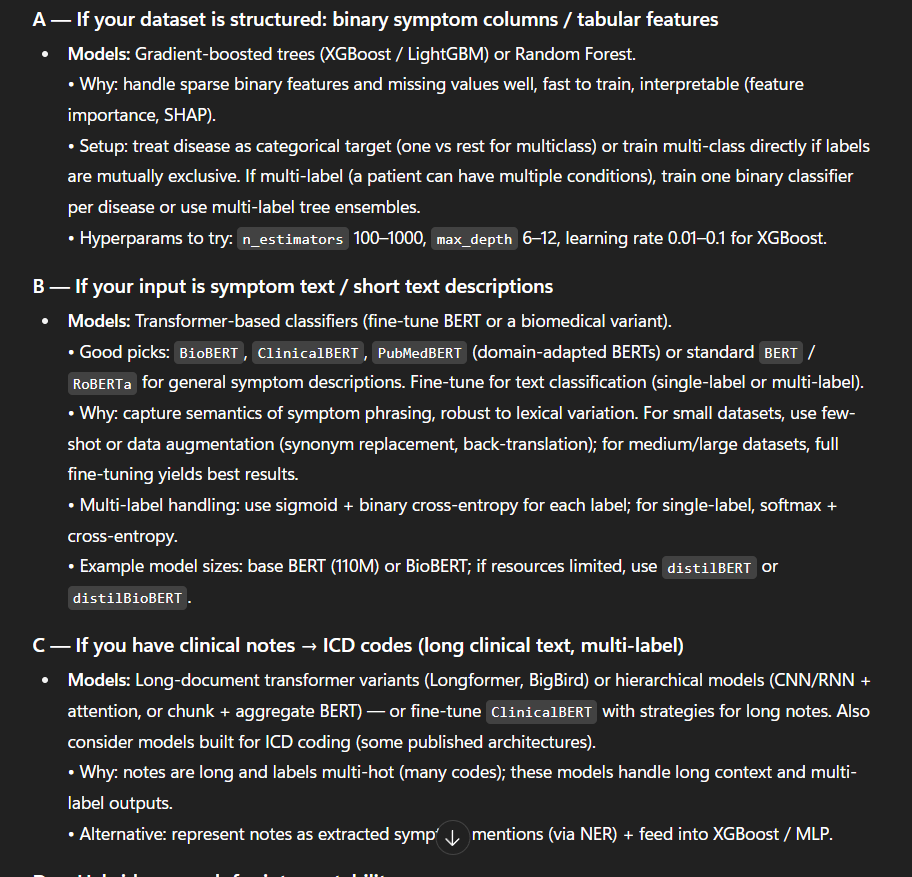 A — If your dataset is structured: binary symptom columns / tabular features
• Models: Gradient-boosted trees (XGBoost / LightGBM) or Random Forest.
• Why: handle sparse binary features and missing values well, fast to train, interpretable (feature
importance, SHAP).
• Setup: treat disease as categorical target (one vs rest for multiclass) or train multi-class directly if labels
are mutually exclusive. If multi-label (a patient can have multiple conditions), train one binary classifier
per disease or use multi-label tree ensembles.
• Hyperparams to try: n_estimators 100–1000, max_depth 6–12, learning rate 0.01–0.1 for XGBoost.
B — If your input is symptom text / short text descriptions
• Models: Transformer-based classifiers (fine-tune BERT or a biomedical variant).
• Good picks: BioBERT, ClinicalBERT, PubMedBERT (domain-adapted BERTs) or standard BERT /
RoBERTa for general symptom descriptions. Fine-tune for text classification (single-label or multi-label).
• Why: capture semantics of symptom phrasing, robust to lexical variation. For small datasets, use few-
shot or data augmentation (synonym replacement, back-translation); for medium/large datasets, full
fine-tuning yields best results.
• Multi-label handling: use sigmoid + binary cross-entropy for each label; for single-label, softmax +
cross-entropy.
• Example model sizes: base BERT (110M) or BioBERT; if resources limited, use distilBERT or
distilBioBERT.
C — If you have clinical notes → ICD codes (long clinical text, multi-label)
• Models: Long-document transformer variants (Longformer, BigBird) or hierarchical models (CNN/RNN +
attention, or chunk + aggregate BERT) — or fine-tune ClinicalBERT with strategies for long notes. Also
consider models built for ICD coding (some published architectures).
• Why: notes are long and labels multi-hot (many codes); these models handle long context and multi-
label outputs.
• Alternative: represent notes as extracted mentions (via NER) + feed into XGBoost / MLP.